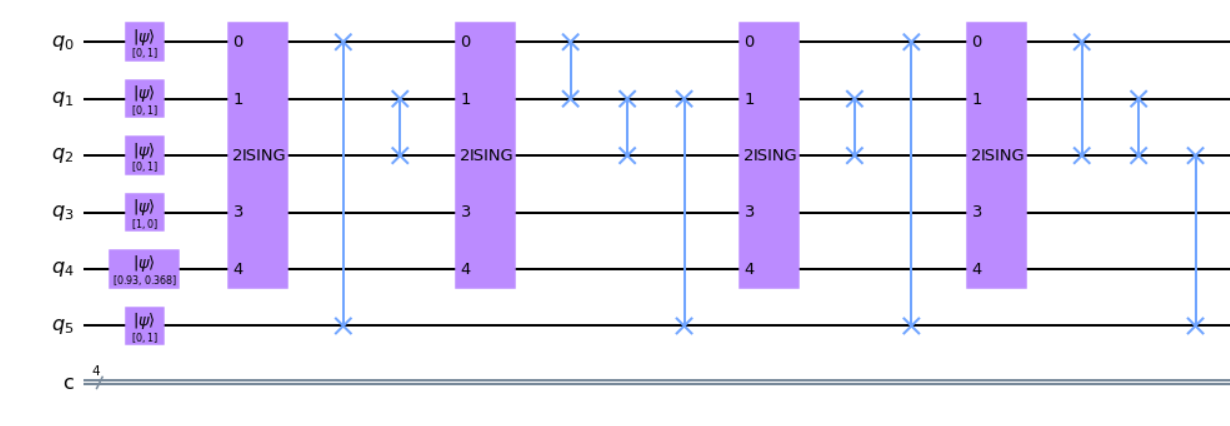 q0 |ψ⟩ [0, 1] 0 0 0 0
q1 |ψ⟩ [0, 1] 1 1 1 1
q2 |ψ⟩ [0, 1] 2ISING 2ISING 2ISING 2ISING
q3 |ψ⟩ [1, 0] 3 3 3 3
q4 |ψ⟩ [0.93, 0.368] 4 4 4 4
q5 |ψ⟩ [0, 1]
c 4